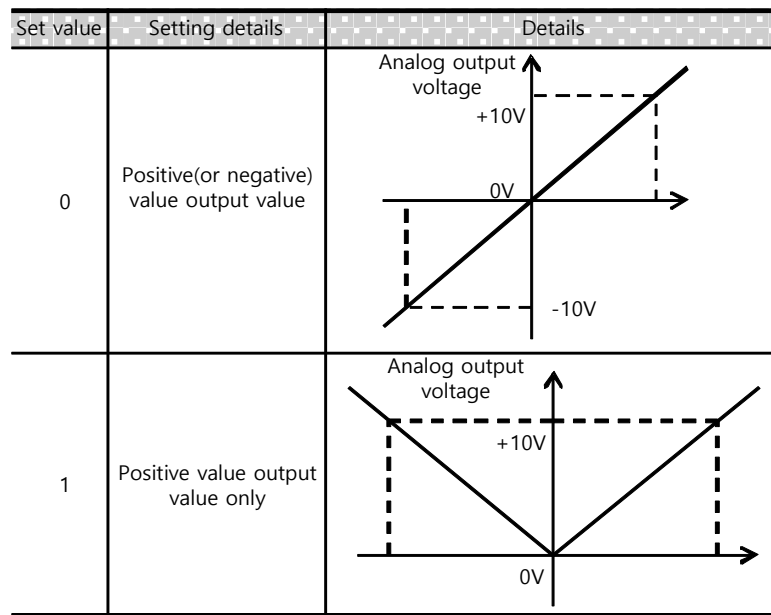 Set value Setting details Details
Analog output
voltage
+10V
0V
-10V
0
Positive(or negative)
value output value
Analog output
voltage
+10V
0V
1
Positive value output
value only